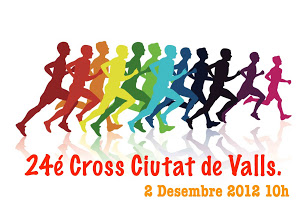 24é Cross Ciutat de Valls.
2 Desembre 2012 10h